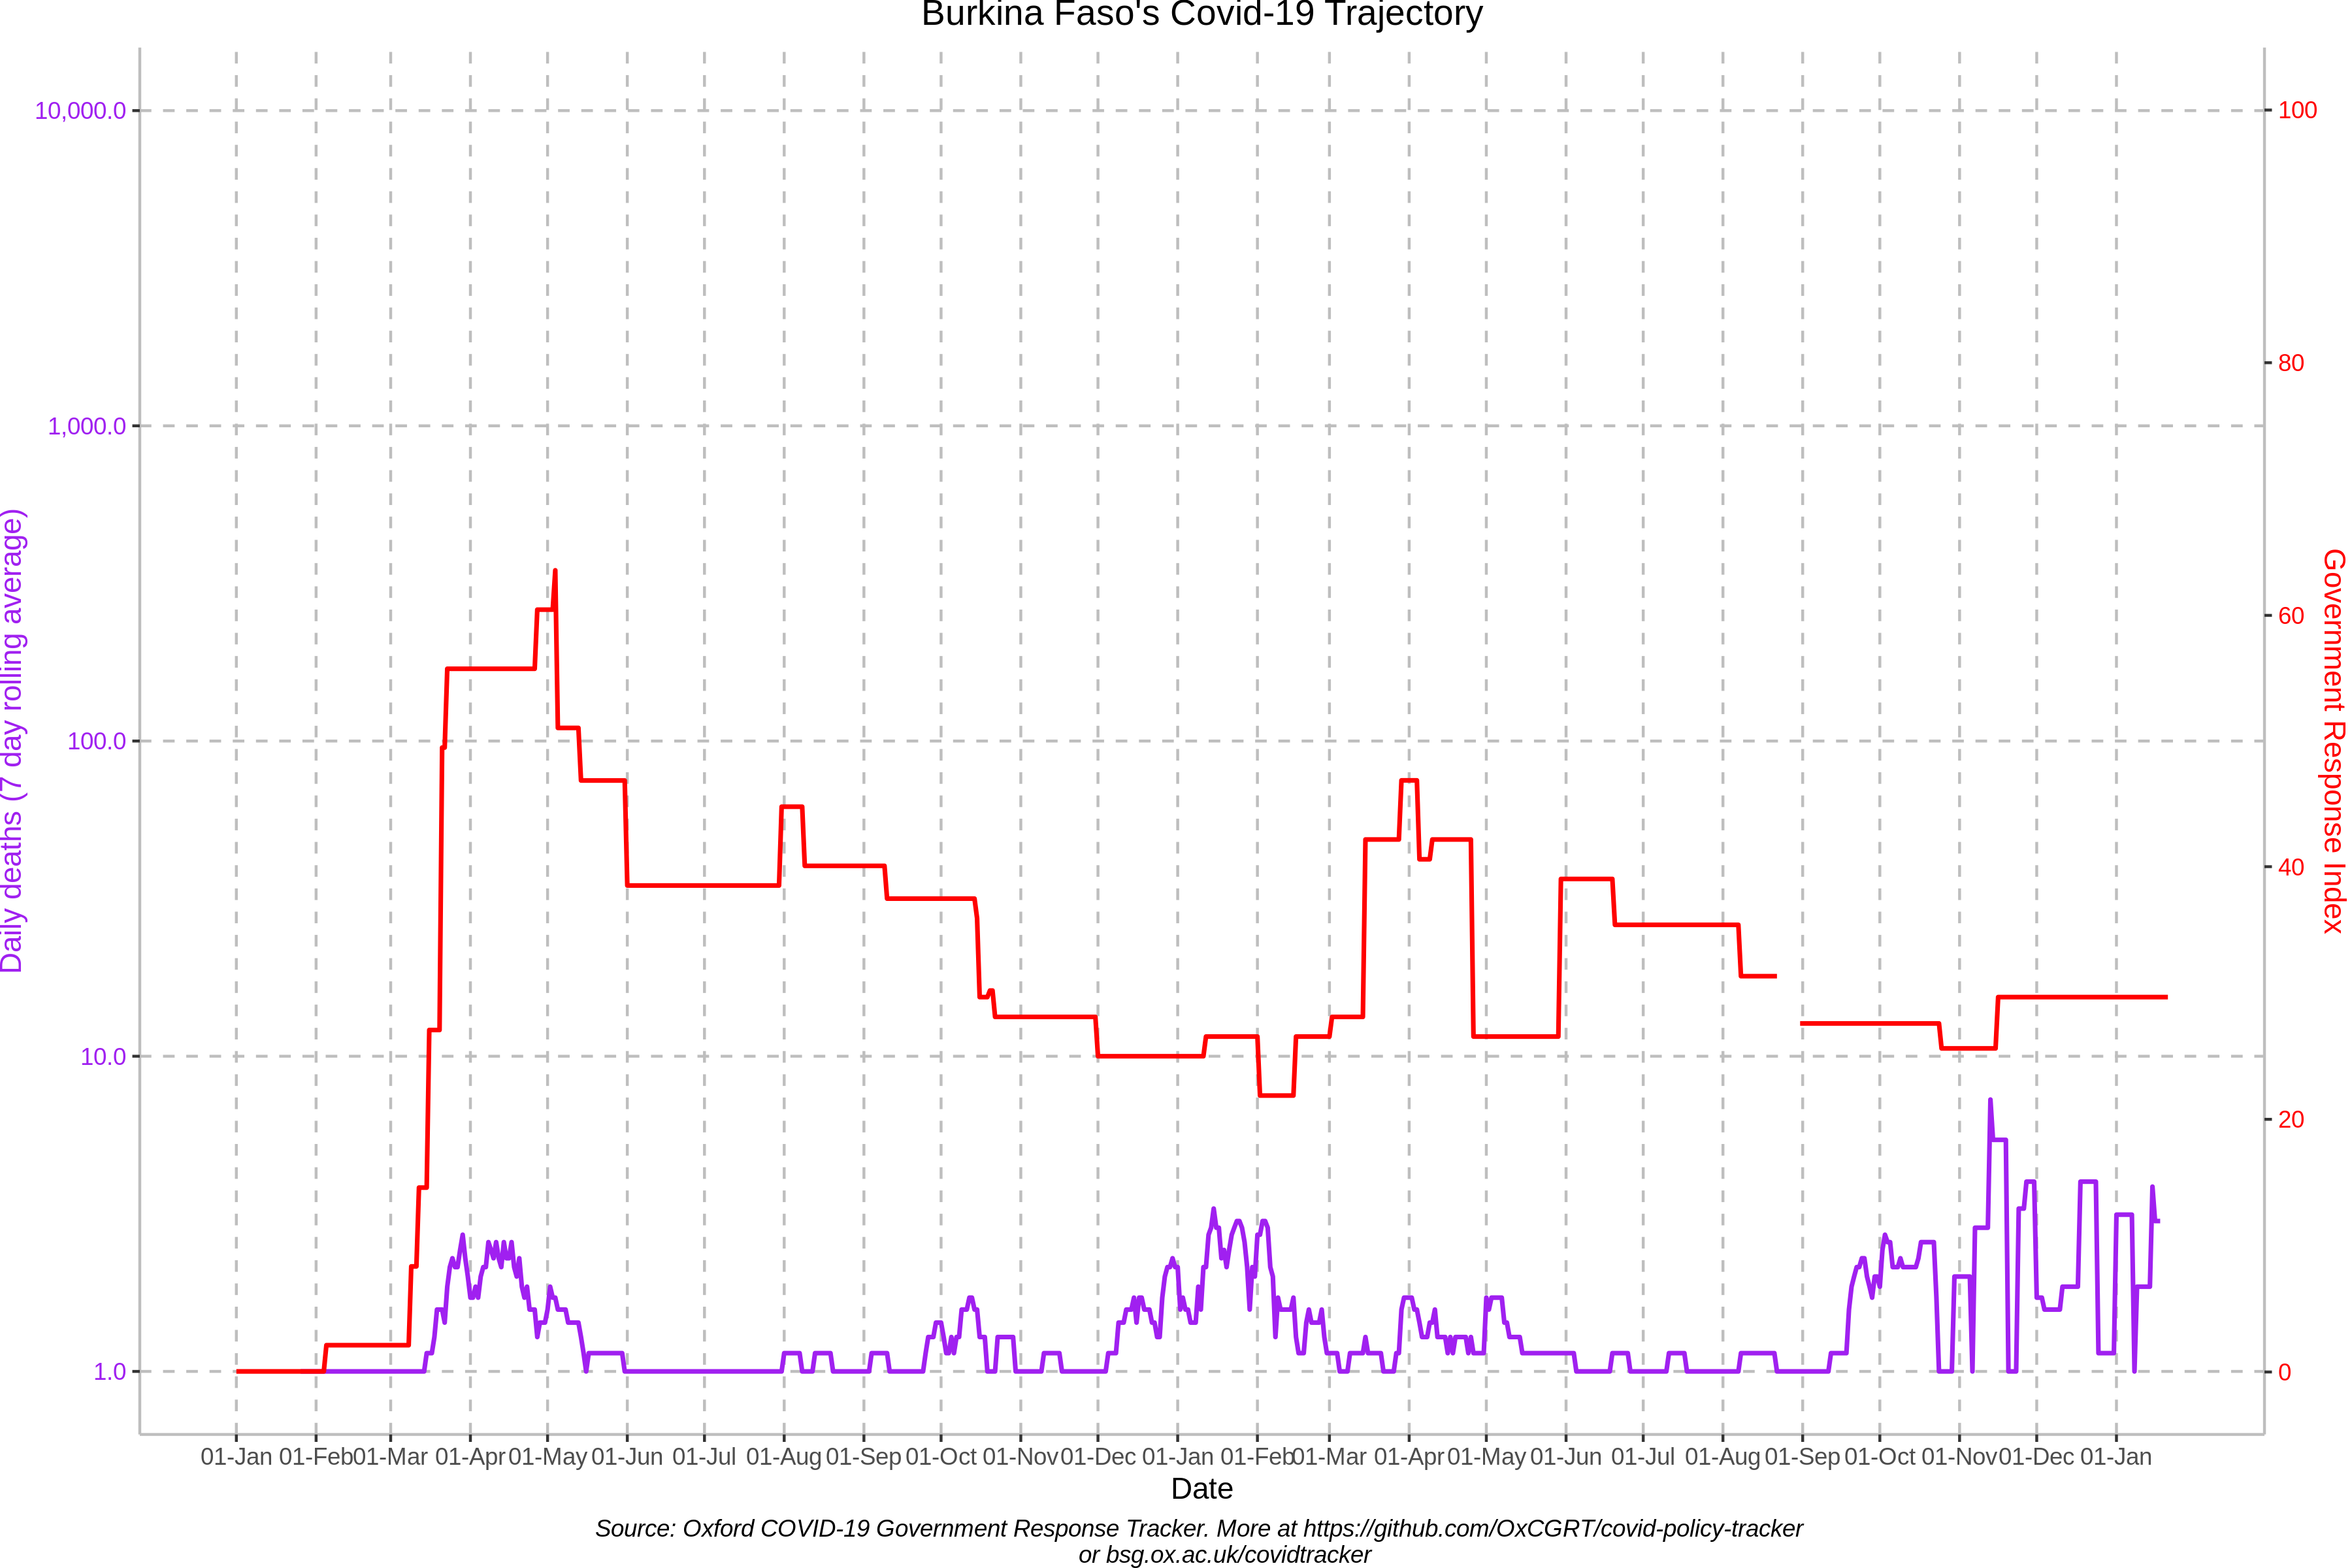 Burkina Faso's Covid-19 Trajectory
10,000.0
1,000.0
100.0
10.0
1.0
Daily deaths (7 day rolling average)
100
80
60
40
20
0
Government Response Index
01-Jan 01-Feb 01-Mar 01-Apr 01-May 01-Jun 01-Jul 01-Aug 01-Sep 01-Oct 01-Nov 01-Dec 01-Jan 01-Feb 01-Mar 01-Apr 01-May 01-Jun 01-Jul 01-Aug 01-Sep 01-Oct 01-Nov 01-Dec 01-Jan
Date
Source: Oxford COVID-19 Government Response Tracker. More at https://github.com/OxCGRT/covid-policy-tracker
or bsg.ox.ac.uk/covidtracker